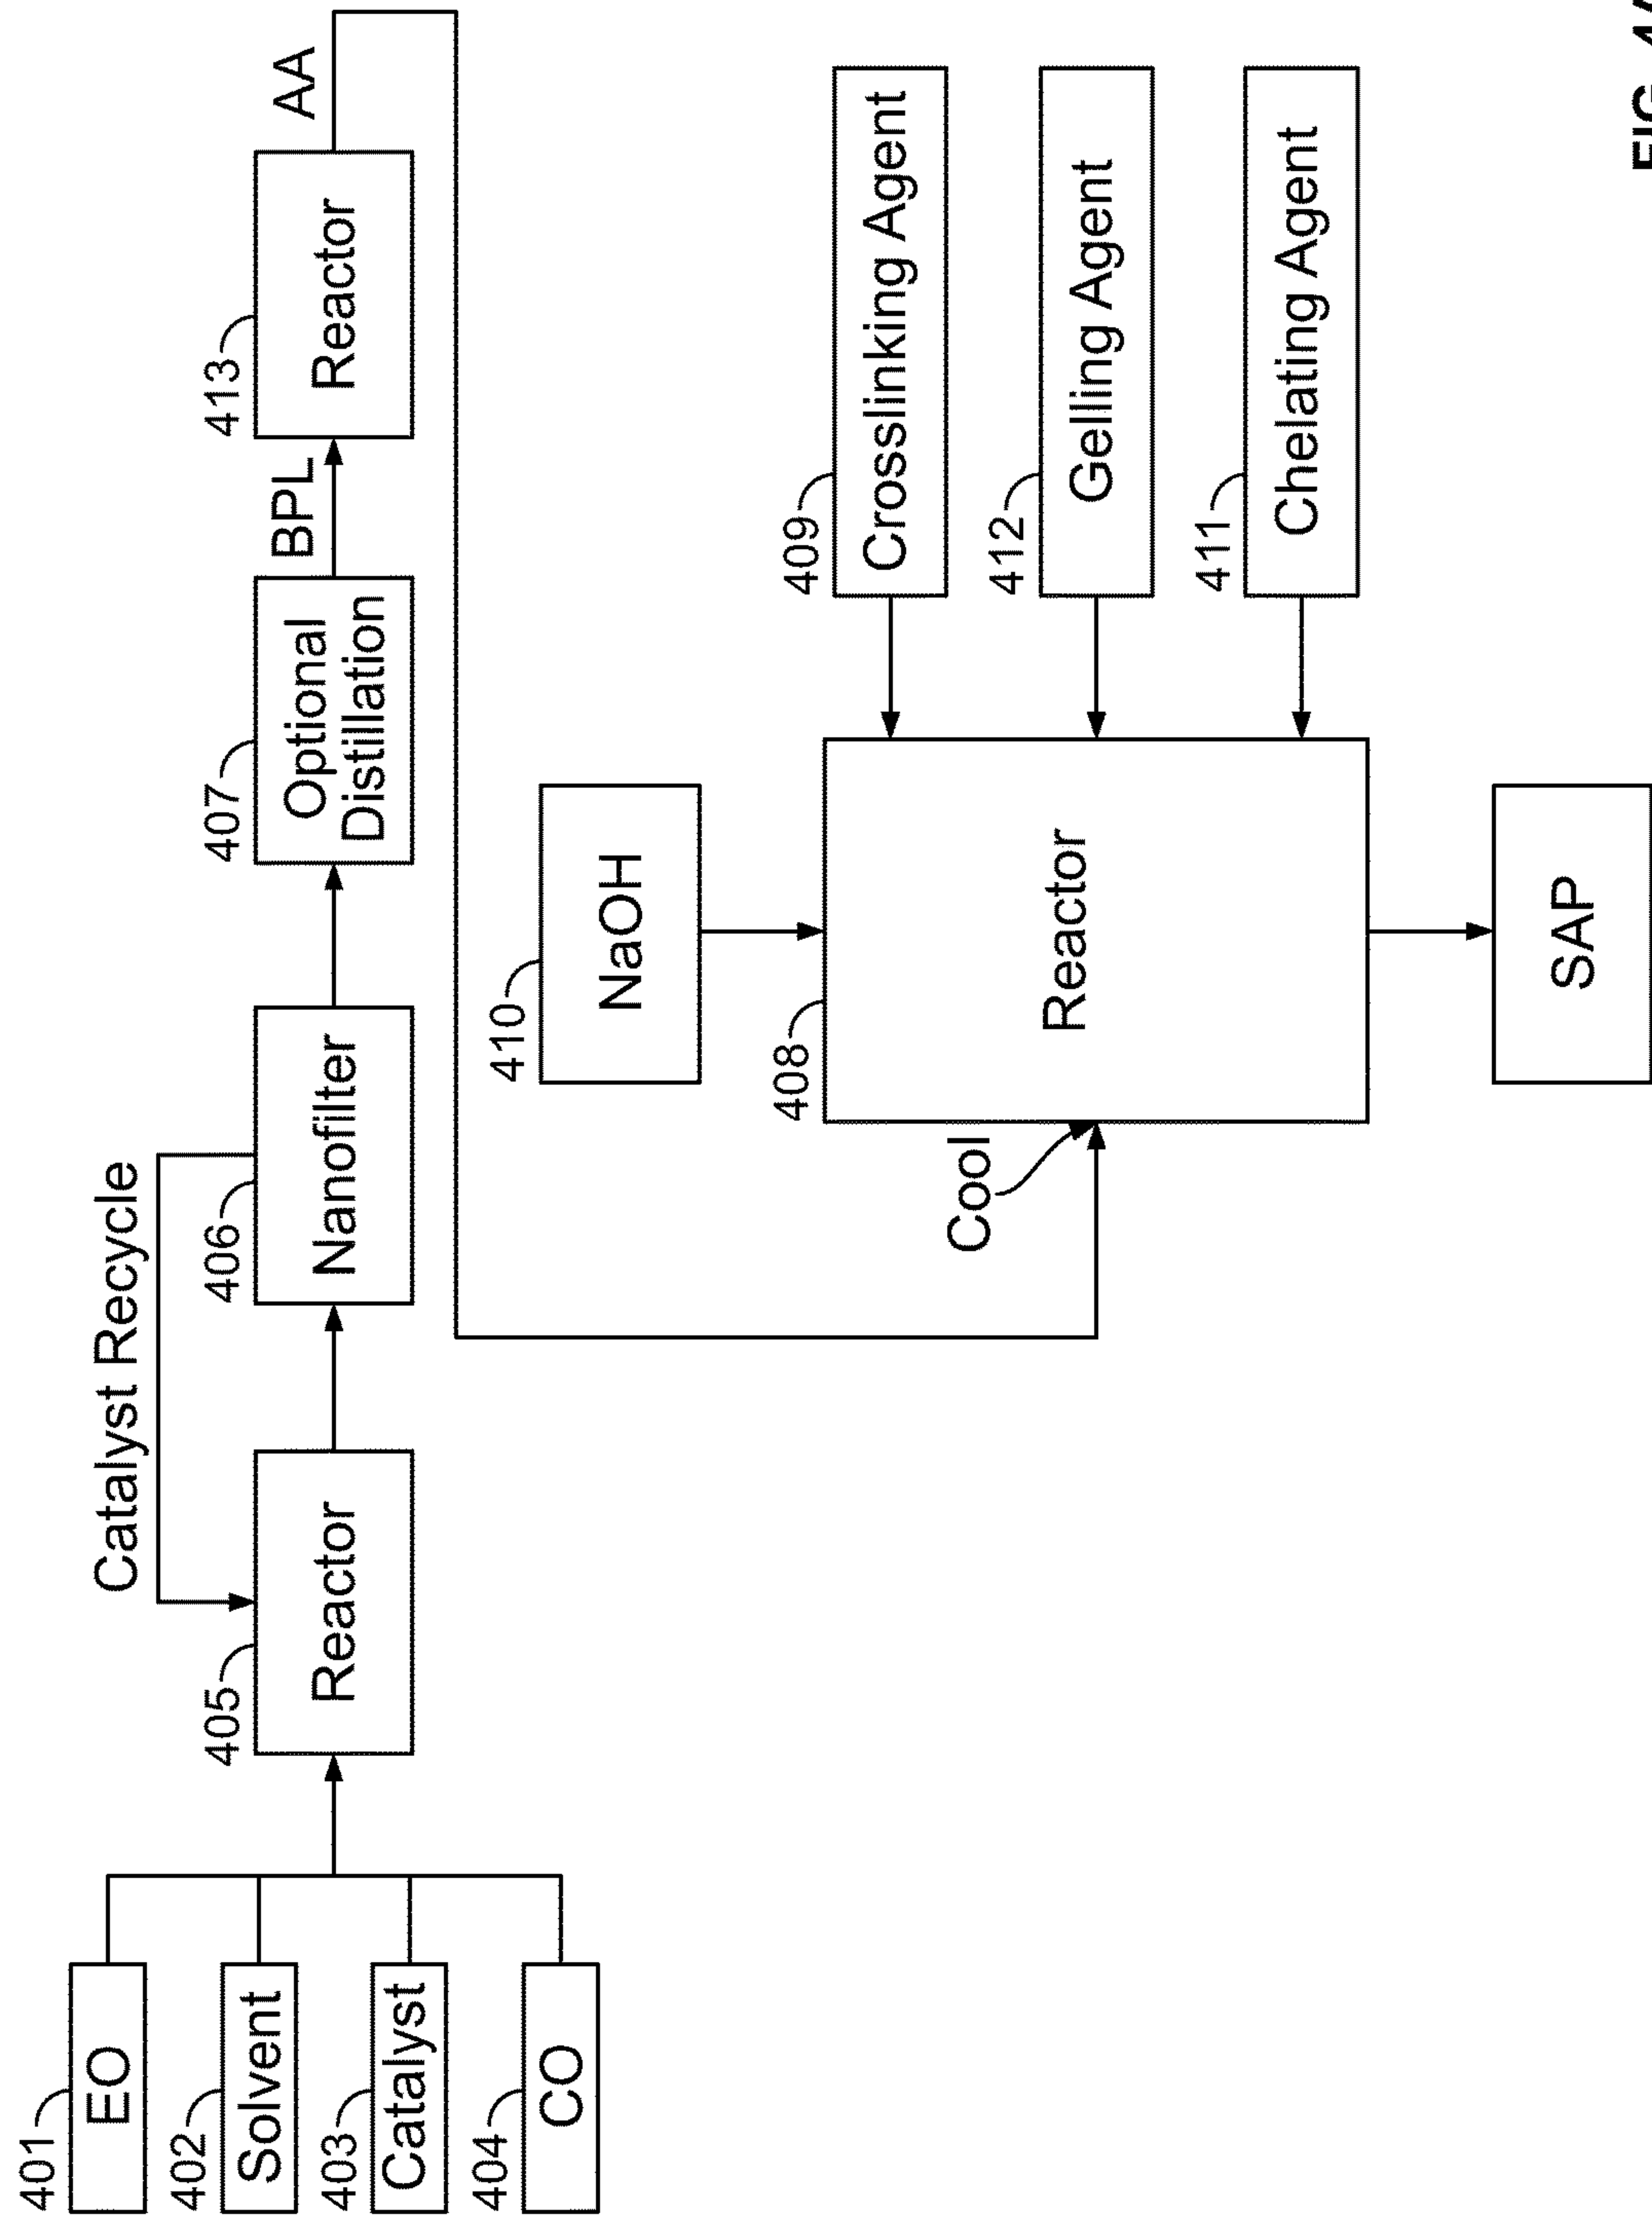 401
EO
402
Solvent
403
Catalyst
404
CO
Catalyst Recycle
405
Reactor
406
Nanofilter
407
Optional
Distillation
BPL
413
Reactor
AA
410
NaOH
Cool
408
Reactor
409
Crosslinking Agent
412
Gelling Agent
411
Chelating Agent
SAP